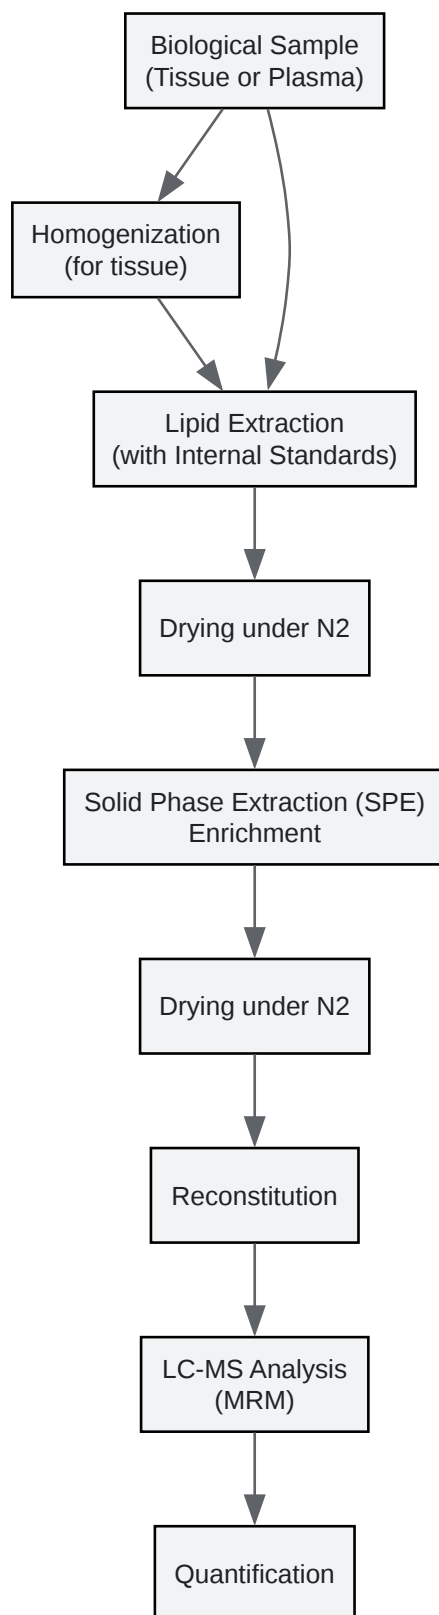 Biological Sample
(Tissue or Plasma)
Homogenization
(for tissue)
Lipid Extraction
(with Internal Standards)
Drying under N2
Solid Phase Extraction (SPE)
Enrichment
Drying under N2
Reconstitution
LC-MS Analysis
(MRM)
Quantification